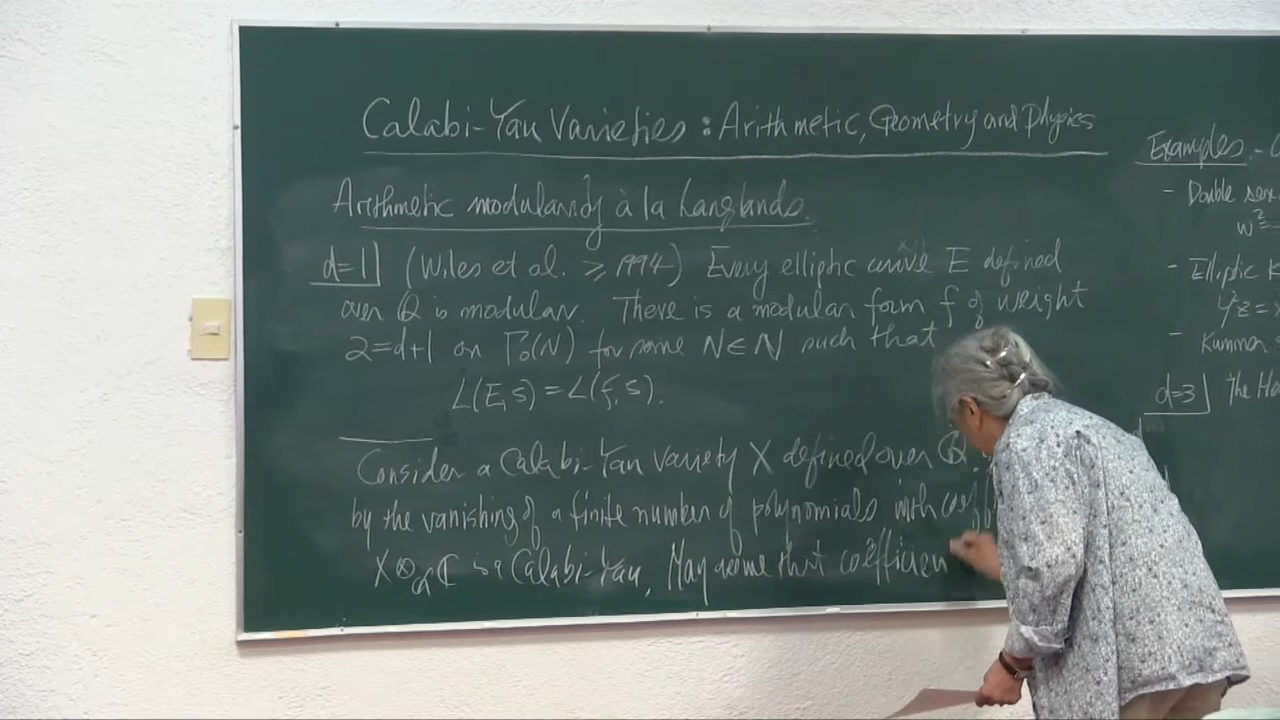 Calabi-Yau Varieties : Arithmetic, Geometry and Physics
Arithmetic modularity à la Langlands.
d=1 (Wiles et al. ≥ 1994) Every elliptic curve E defined
over Q is modular. There is a modular form f of weight
2=d+1 on Γ₀(N) for some N∈N such that
L(E,s)=L(f,s).
Consider a Calabi-Yau variety X defined over Q
by the vanishing of a finite number of polynomials with coeff
X⊗_Q C is a Calabi-Yau. May assume that coefficien
Examples.-
- Double
w²=
- Elliptic
y²z=
- Kummer
d=3 The